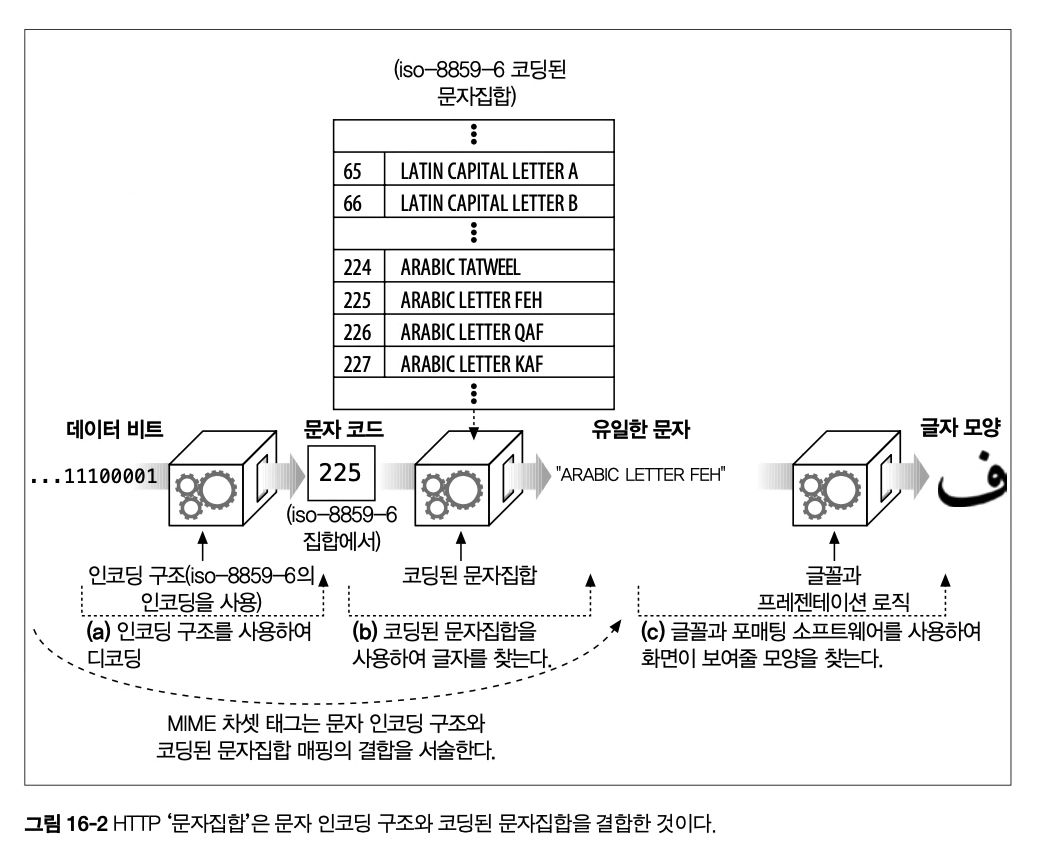 (iso-8859-6 코딩된
문자집합)
65 LATIN CAPITAL LETTER A
66 LATIN CAPITAL LETTER B
224 ARABIC TATWEEL
225 ARABIC LETTER FEH
226 ARABIC LETTER QAF
227 ARABIC LETTER KAF
데이터 비트
문자 코드
유일한 문자
글자 모양
...11100001
225
"ARABIC LETTER FEH"
ف
(iso-8859-6
집합에서)
인코딩 구조(iso-8859-6의
인코딩을 사용)
코딩된 문자집합
글꼴과
프레젠테이션 로직
(a) 인코딩 구조를 사용하여
디코딩
(b) 코딩된 문자집합을
사용하여 글자를 찾는다.
(c) 글꼴과 포매팅 소프트웨어를 사용하여
화면이 보여줄 모양을 찾는다.
MIME 차셋 태그는 문자 인코딩 구조와
코딩된 문자집합 매핑의 결합을 서술한다.
그림 16-2 HTTP ‘문자집합’은 문자 인코딩 구조와 코딩된 문자집합을 결합한 것이다.